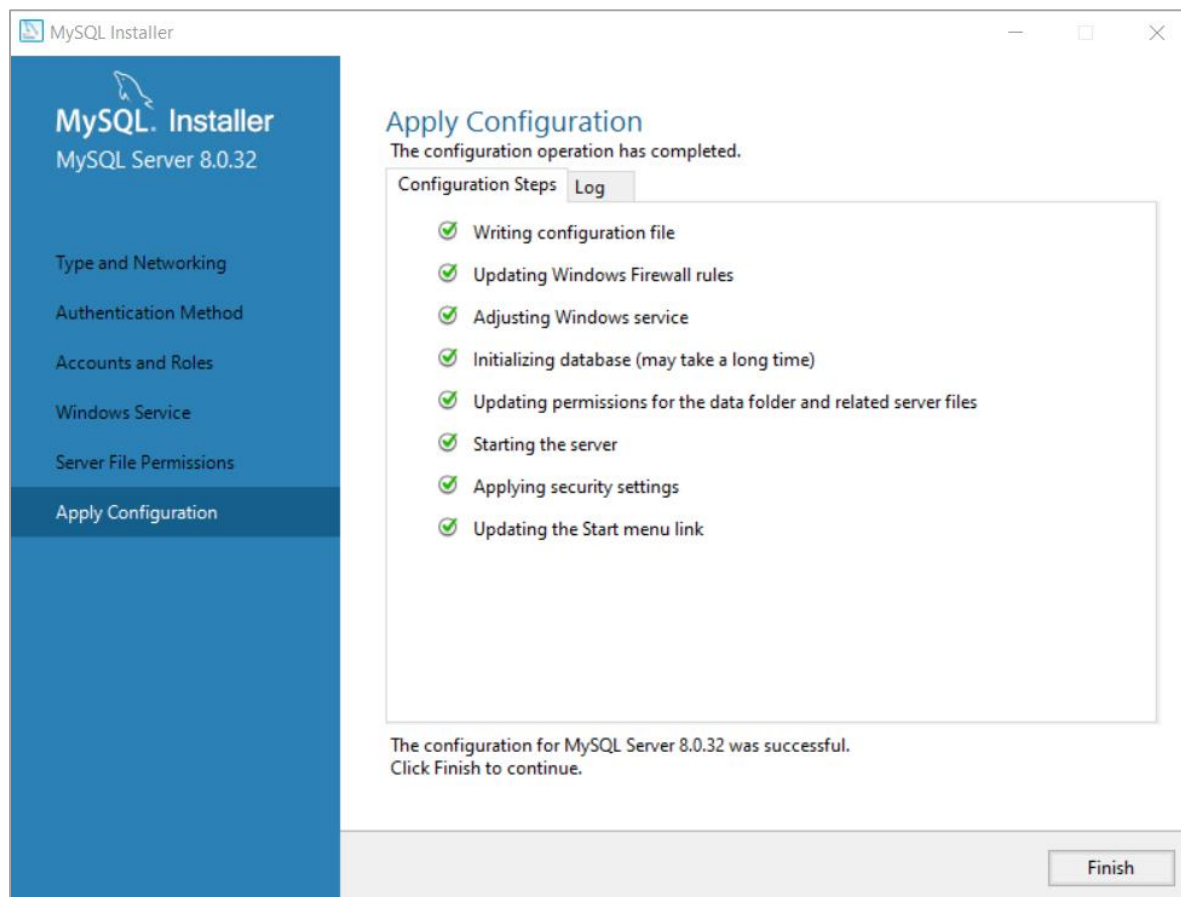 MySQL Installer
MySQL. Installer
MySQL Server 8.0.32
Type and Networking
Authentication Method
Accounts and Roles
Windows Service
Server File Permissions
Apply Configuration
Apply Configuration
The configuration operation has completed.
Configuration Steps Log
Writing configuration file
Updating Windows Firewall rules
Adjusting Windows service
Initializing database (may take a long time)
Updating permissions for the data folder and related server files
Starting the server
Applying security settings
Updating the Start menu link
The configuration for MySQL Server 8.0.32 was successful.
Click Finish to continue.
Finish